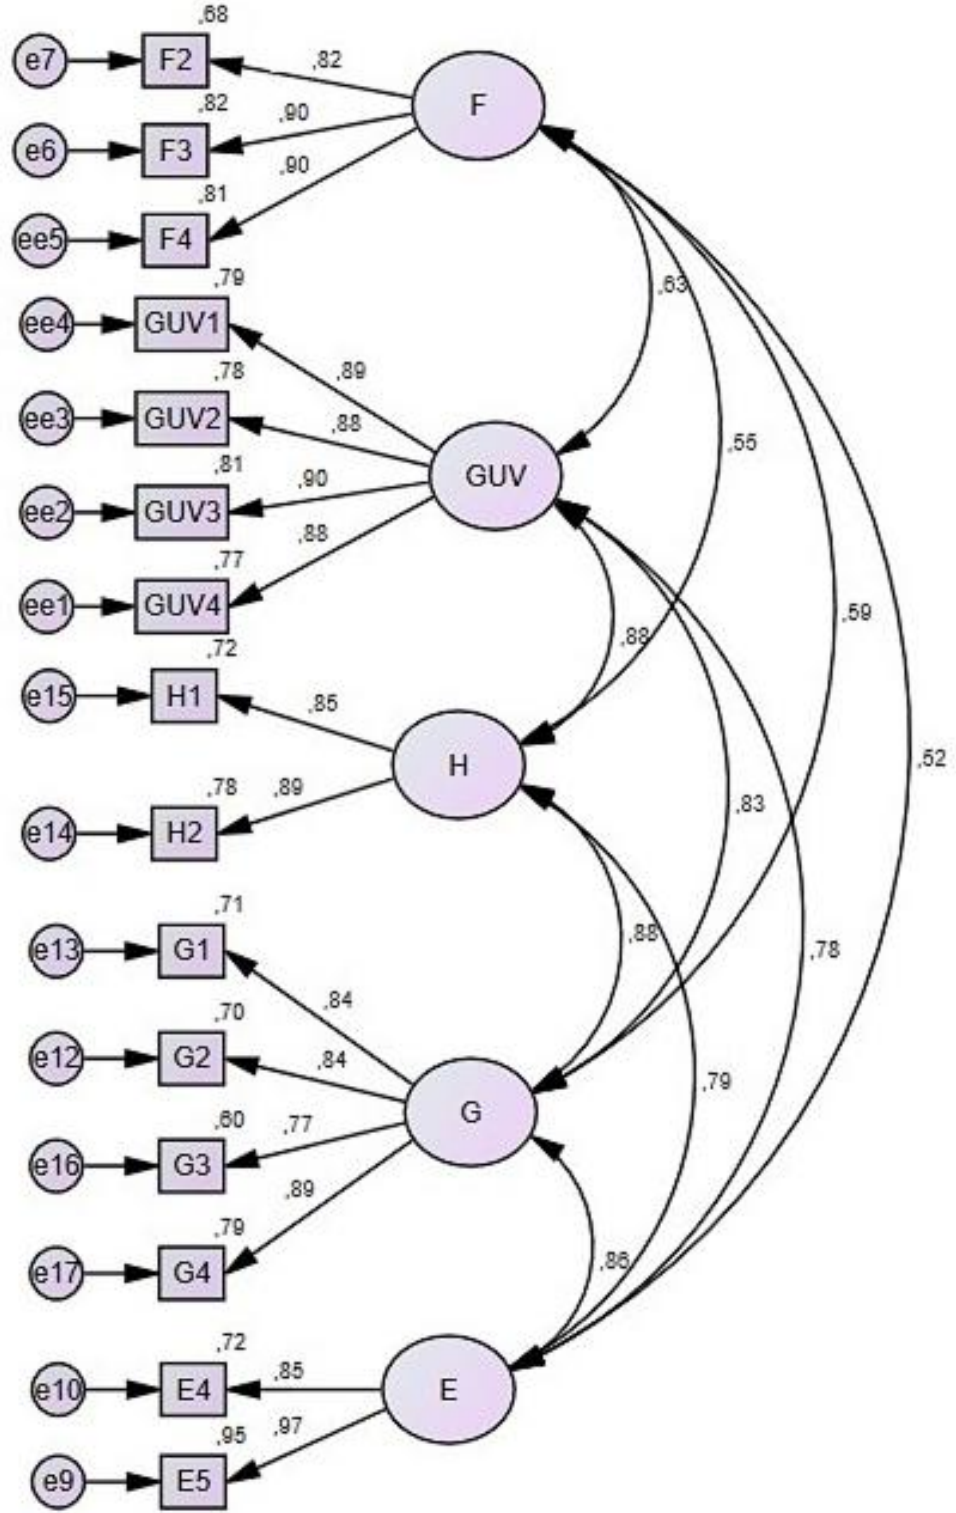 ,68
e7 F2 ,82 F
,82
e6 F3 ,90
,90
,81
ee5 F4
,79
,63
ee4 GUV1
,89
,78
ee3 GUV2 ,88
,55
,81
GUV
,90
ee2 GUV3
,88
,77
ee1 GUV4
,59
,88
,72
e15 H1 ,85
H
,52
,78 ,89
,83
e14 H2
,71
,88
e13 G1
,78
,84
,70
e12 G2 ,84
,79
G
,60 ,77
e16 G3
,89
,79
,86
e17 G4
,72
e10 E4 ,85 E
,95 ,97
e9 E5